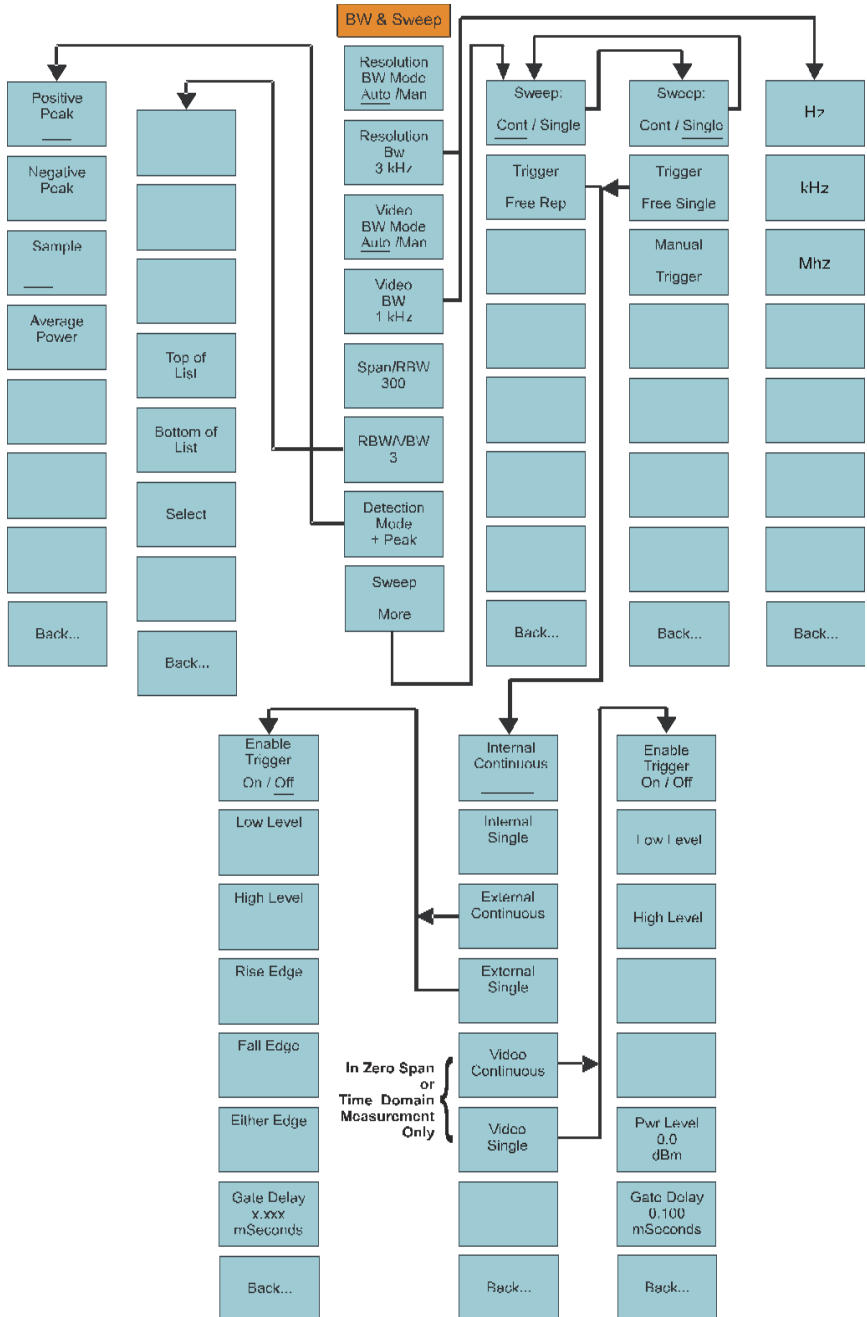 BW & Sweep
Positive
Peak
Negative
Peak
Sample
Average
Power
Back...
Top of
List
Bottom of
List
Select
Back...
Resolution
BW Mode
Auto /Man
Resolution
Bw
3 kHz
Video
BW Mode
Auto /Man
Video
BW
1 kHz
Span/RBW
300
RBW/VBW
3
Detection
Mode
+ Peak
Sweep
More
Sweep:
Cont / Single
Trigger
Free Rep
Back...
Sweep:
Cont / Single
Trigger
Free Single
Manual
Trigger
Back...
Hz
kHz
Mhz
Back...
Enable
Trigger
On / Off
Low Level
High Level
Rise Edge
Fall Edge
Either Edge
Gate Delay
x.xxx
mSeconds
Back...
In Zero Span
or
Time Domain
Measurement
Only
Internal
Continuous
Internal
Single
External
Continuous
External
Single
Video
Continuous
Video
Single
Back...
Enable
Trigger
On / Off
Low Level
High Level
Pwr Level
0.0
dBm
Gate Delay
0.100
mSeconds
Back...